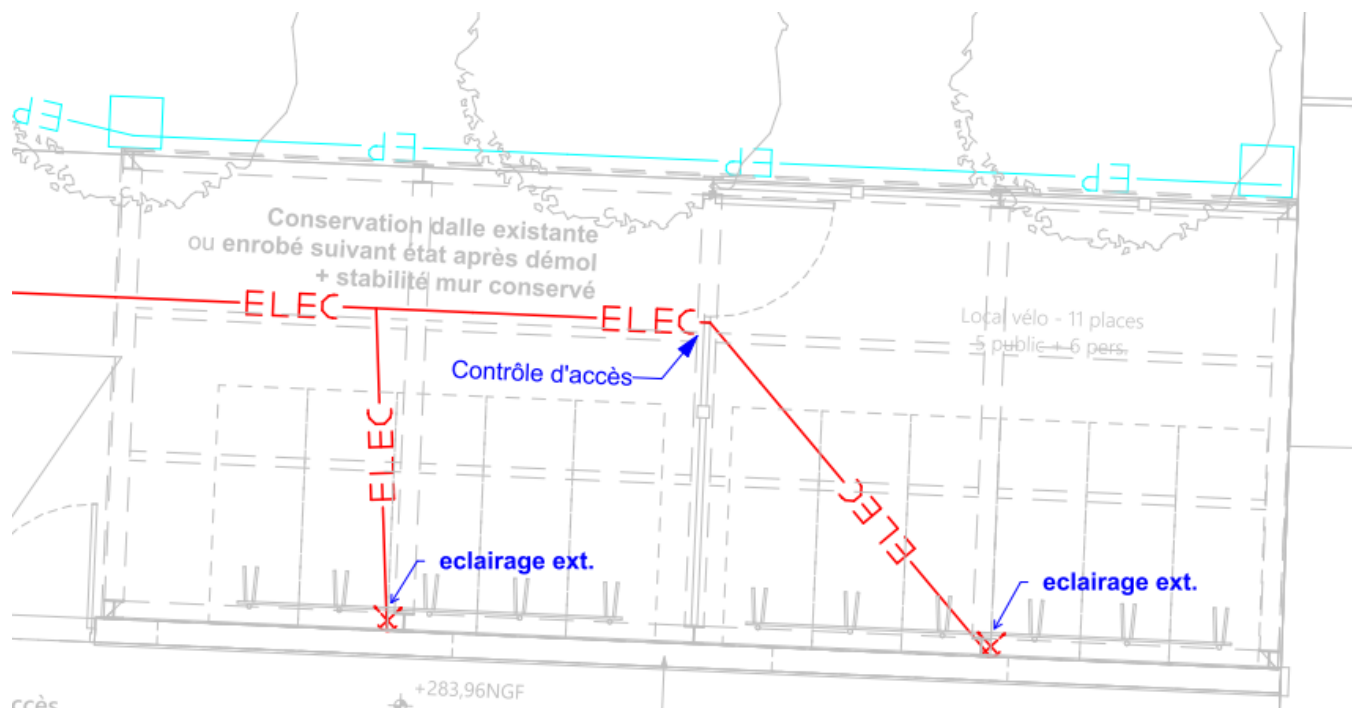 EP
EP
EP
EP
Conservation dalle existante
ou enrobé suivant état après démol
+ stabilité mur conservé
ELEC
ELEC
Local vélo - 11 places
5 public + 6 pers.
Contrôle d'accès
ELEC
ELEC
eclairage ext.
eclairage ext.
+283,96NGF
ccès